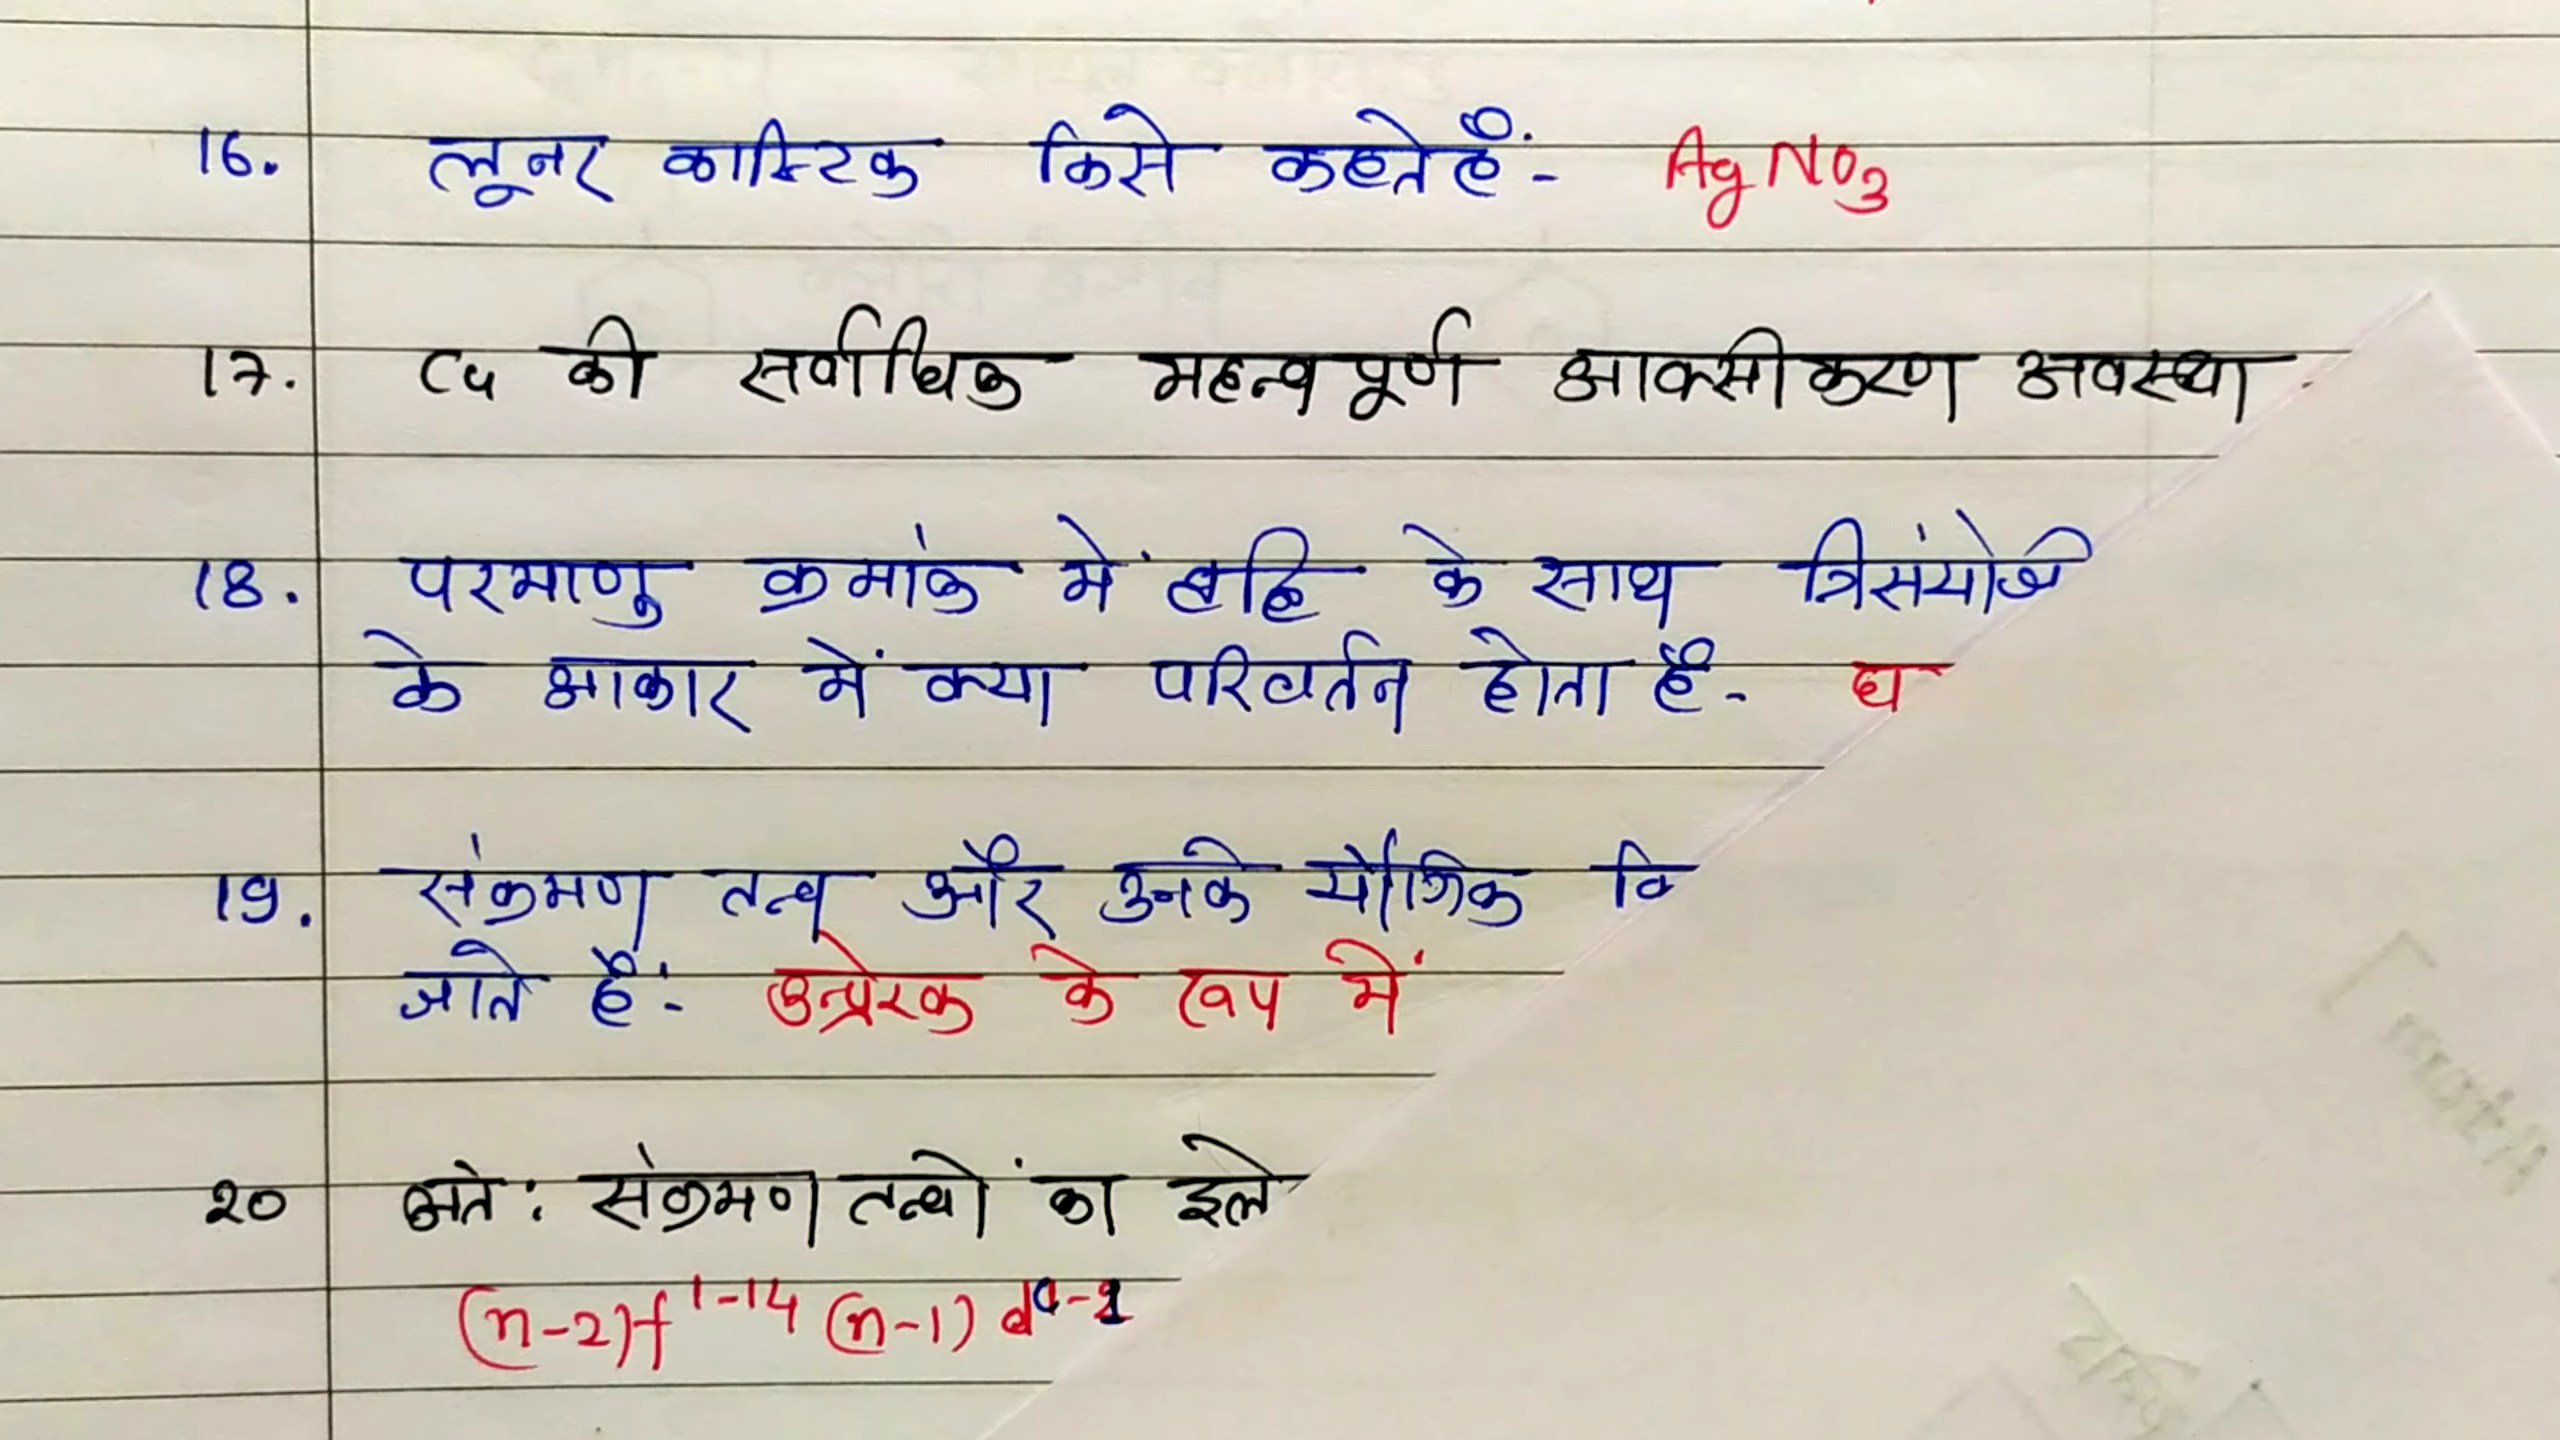 16. लूनर कास्टिक किसे कहते हैं:- AgNO3
17. Cu की सर्वाधिक महत्वपूर्ण आक्सीकरण अवस्था
18. परमाणु क्रमांक में वृद्धि के साथ त्रिसंयोज
के आकार में क्या परिवर्तन होता है - घ
19. संक्रमण तत्व और उनके यौगिक वि
जाते है:- उत्प्रेरक के रूप में
20 अंत: संक्रमण तत्वों का इले
(n-2)f 1-14 (n-1) d0-1